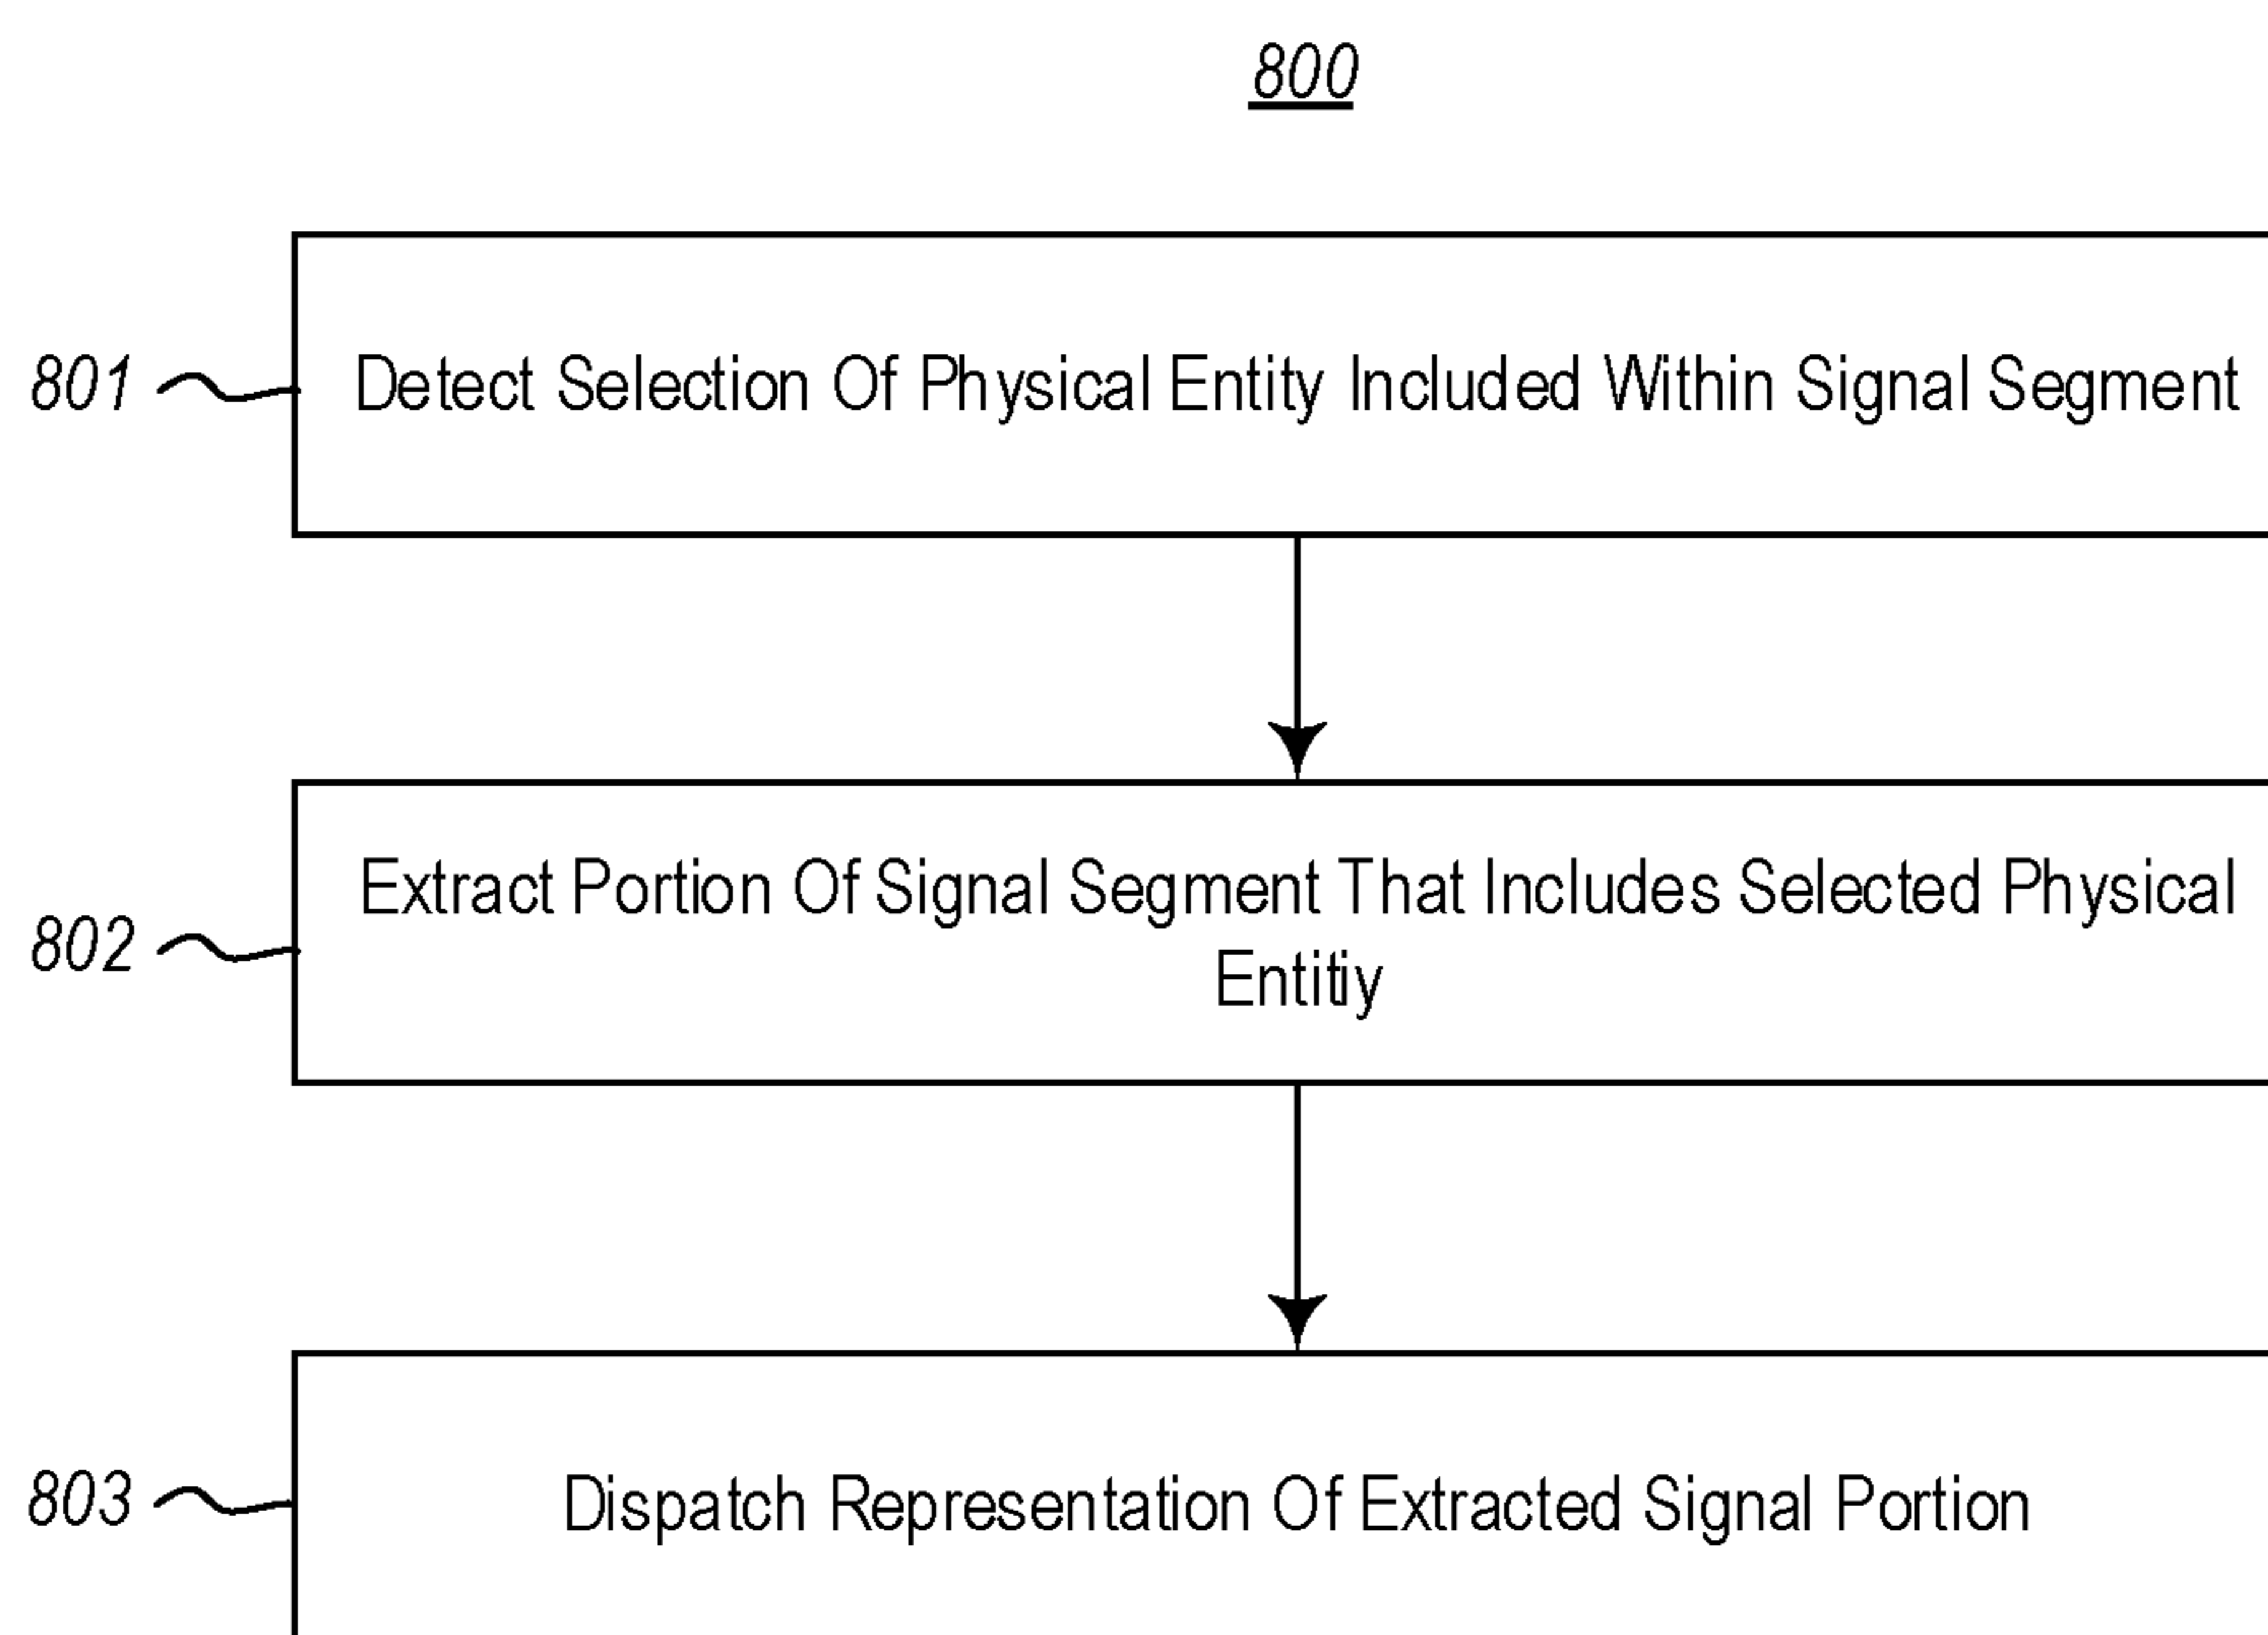 800
801 Detect Selection Of Physical Entity Included Within Signal Segment
Extract Portion Of Signal Segment That Includes Selected Physical
802
Entitiy
803 Dispatch Representation Of Extracted Signal Portion